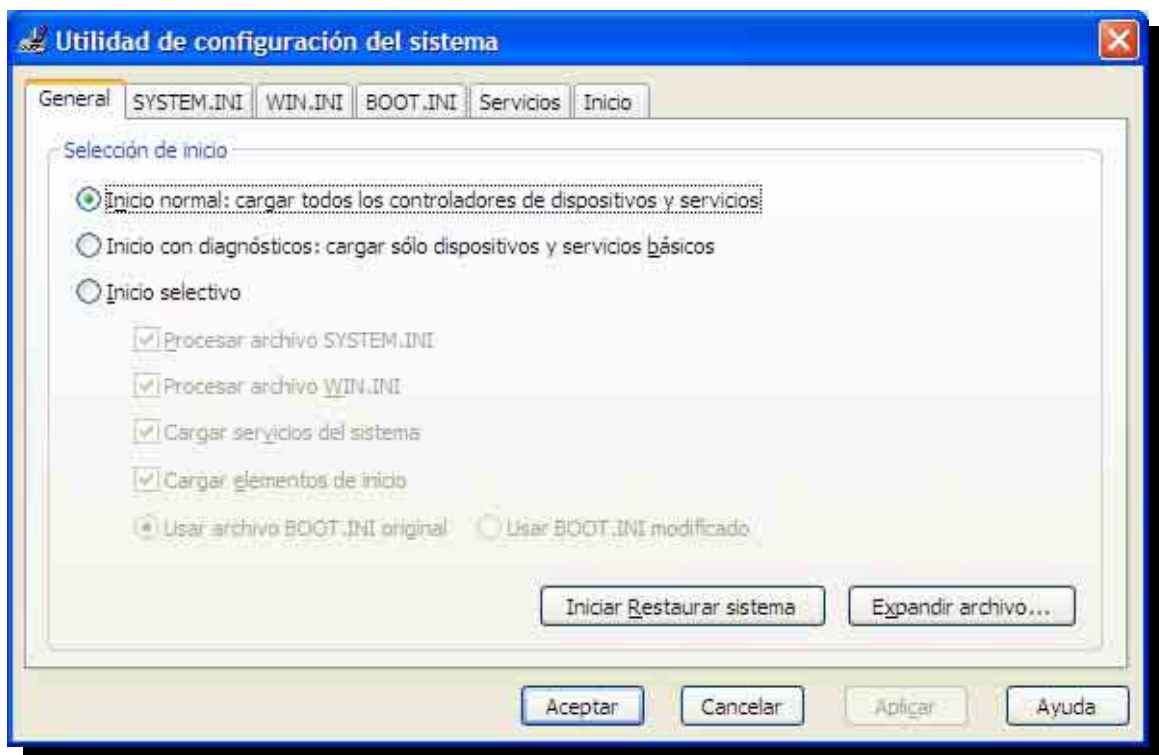 Utilidad de configuración del sistema
General SYSTEM.INI WIN.INI BOOT.INI Servicios Inicio
Selección de inicio
Inicio normal: cargar todos los controladores de dispositivos y servicios
Inicio con diagnósticos: cargar sólo dispositivos y servicios básicos
Inicio selectivo
Procesar archivo SYSTEM.INI
Procesar archivo WIN.INI
Cargar servicios del sistema
Cargar elementos de inicio
Usar archivo BOOT.INI original Usar BOOT.INI modificado
Iniciar Restaurar sistema Expandir archivo...
Aceptar Cancelar Aplicar Ayuda